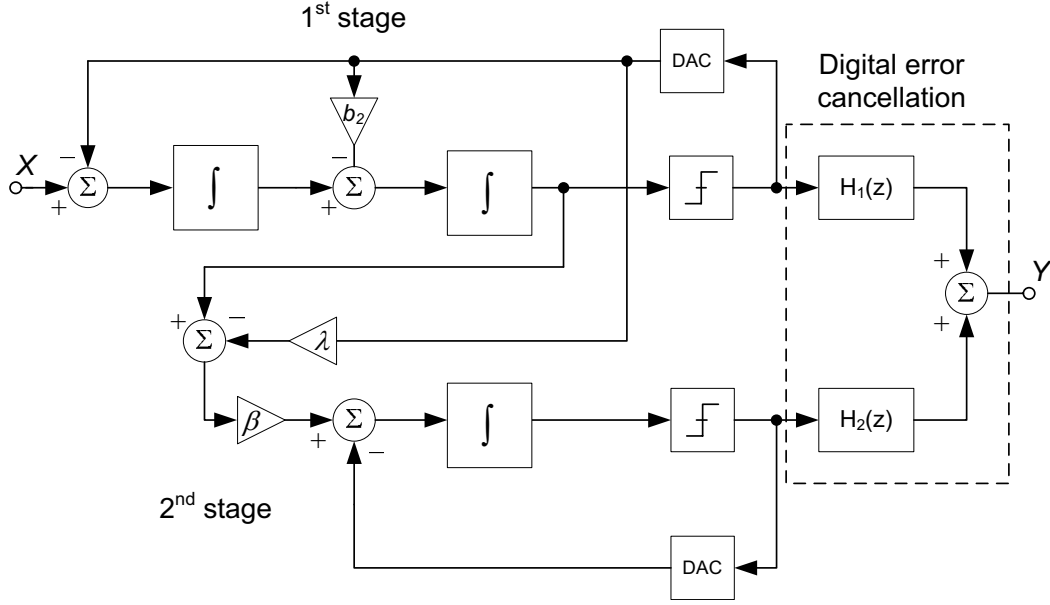 1st stage
DAC
Digital error
cancellation
b2
X
−
+
Σ
∫
−
+
Σ
∫
H1(z)
+
Σ
+
Y
+
−
Σ
λ
β
+
Σ
−
∫
H2(z)
2nd stage
DAC